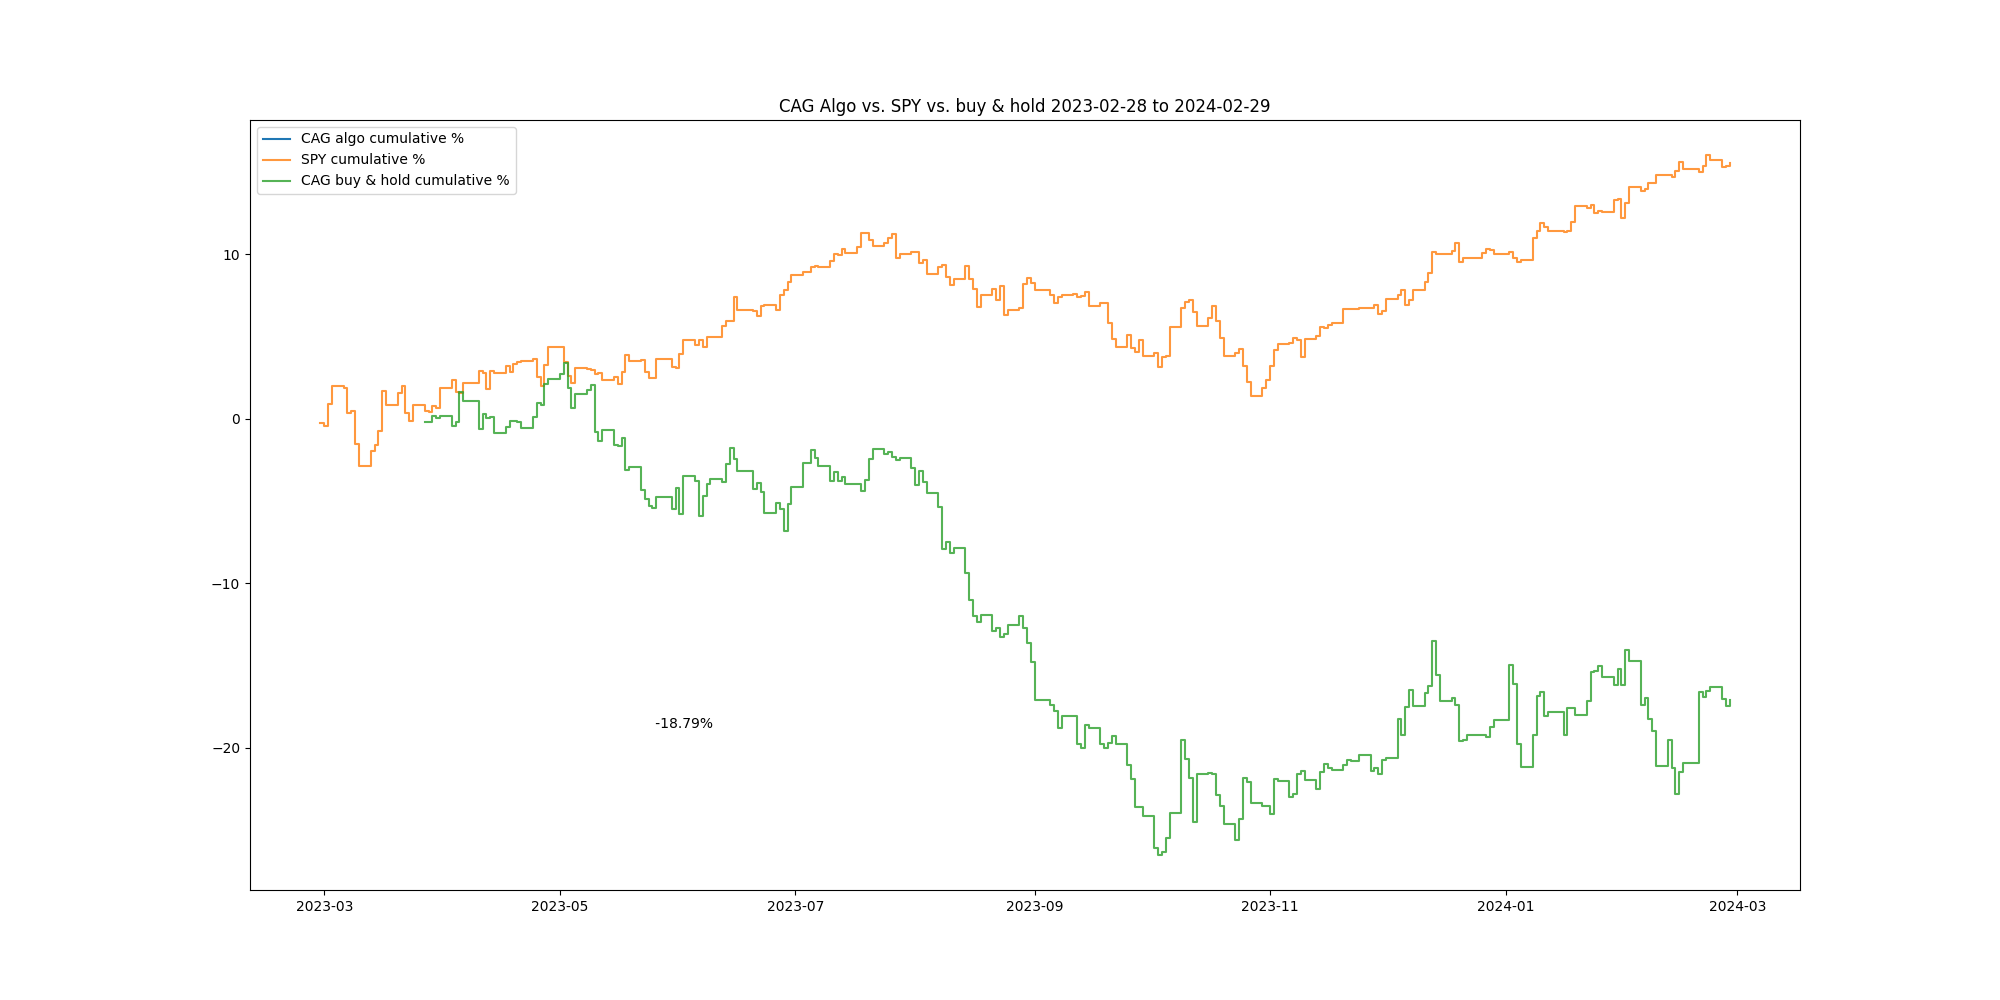 CAG Algo vs. SPY vs. buy & hold 2023-02-28 to 2024-02-29
CAG algo cumulative %
SPY cumulative %
CAG buy & hold cumulative %
10
0
−10
−20
-18.79%
2023-03 2023-05 2023-07 2023-09 2023-11 2024-01 2024-03